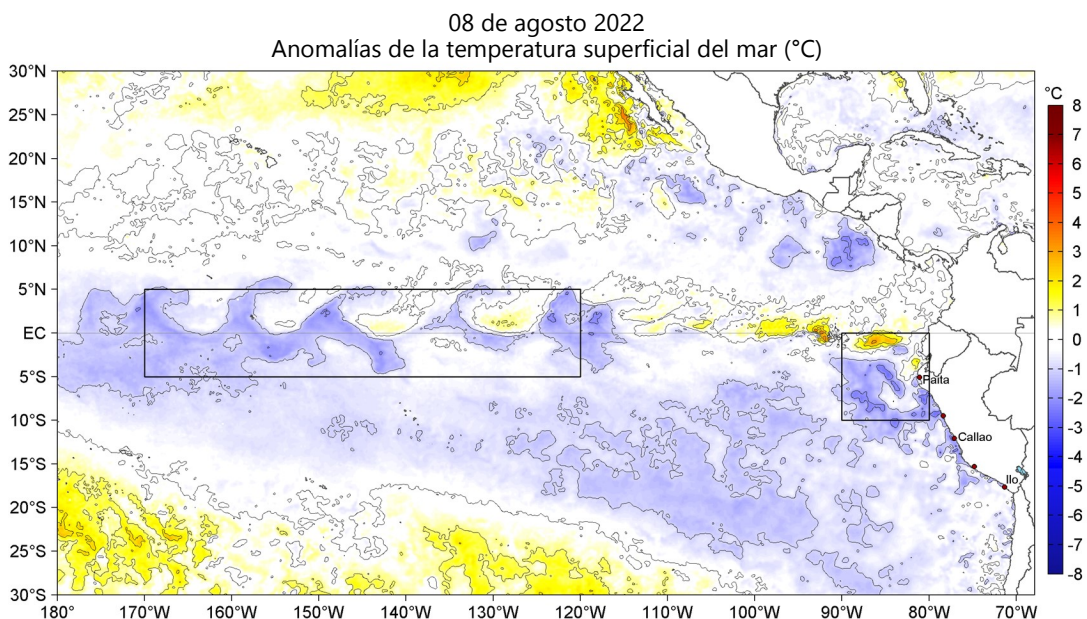 08 de agosto 2022
Anomalías de la temperatura superficial del mar (°C)
30°N
25°N
20°N
15°N
10°N
5°N
EC
5°S
10°S
15°S
20°S
25°S
30°S
180
170°W
160°W
150°W
140°W
130°W
120°W
110°W
100°W
90°W
80°W
70°W
Paita
Callao
Ilo
°C
8
7
6
5
4
3
2
1
0
-1
-2
-3
-4
-5
-6
-7
-8